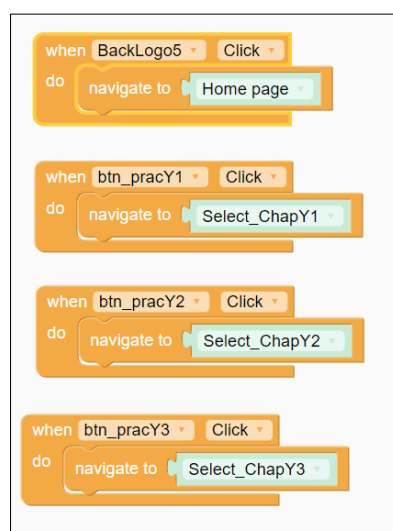 when BackLogo5 Click
do navigate to Home page
when btn_pracY1 Click
do navigate to Select_ChapY1
when btn_pracY2 Click
do navigate to Select_ChapY2
when btn_pracY3 Click
do navigate to Select_ChapY3